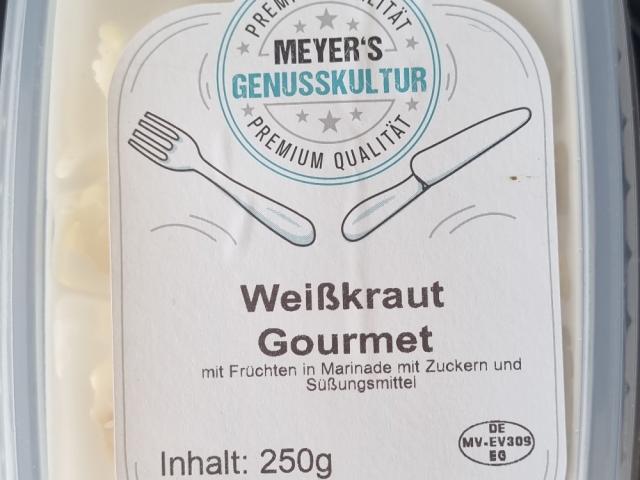 PREMIUM QUALITÄT
MEYER'S
GENUSSKULTUR
PREMIUM QUALITÄT
Weißkraut
Gourmet
mit Früchten in Marinade mit Zuckern und
Süßungsmittel
Inhalt: 250g
DE
MV-EV309
EG